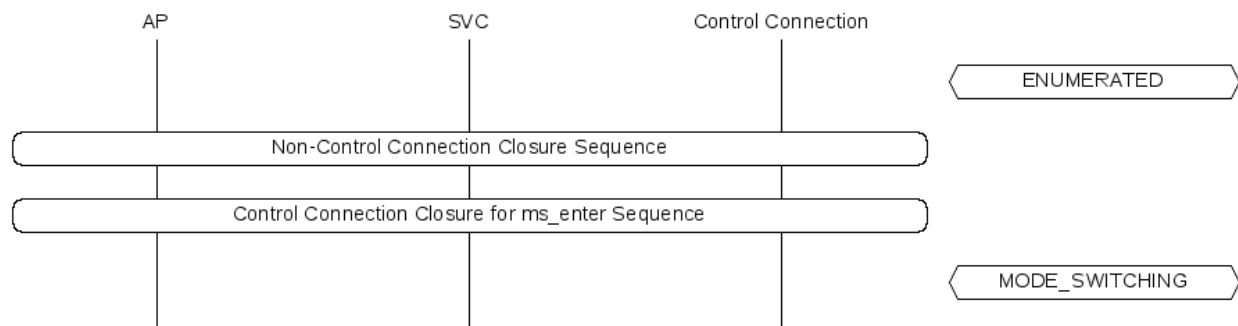 AP SVC Control Connection
ENUMERATED
Non-Control Connection Closure Sequence
Control Connection Closure for ms_enter Sequence
MODE_SWITCHING